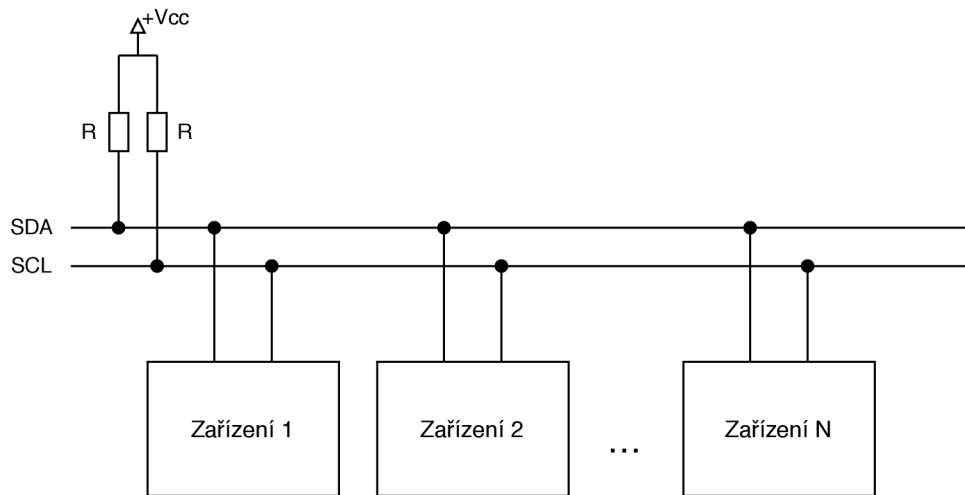 +Vcc
R R
SDA
SCL
Zařízení 1 Zařízení 2 ... Zařízení N